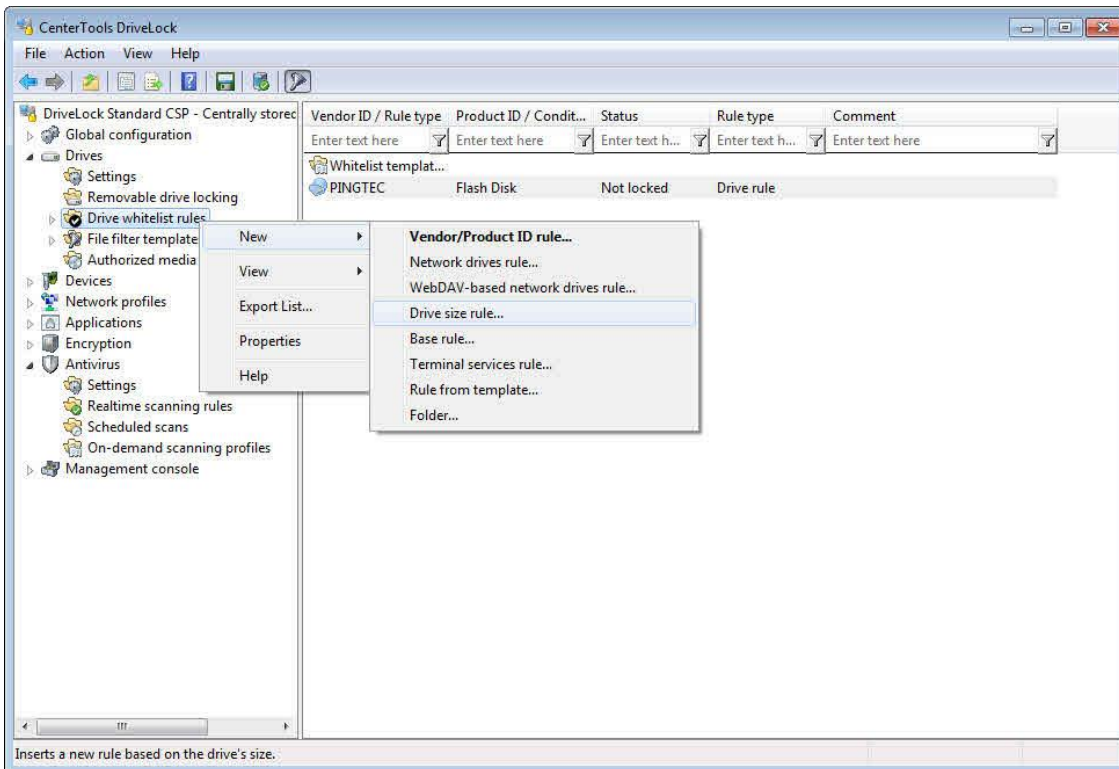 CenterTools DriveLock
File Action View Help
DriveLock Standard CSP - Centrally storec
Global configuration
Drives
Settings
Removable drive locking
Drive whitelist rules
File filter template
Authorized media
Devices
Network profiles
Applications
Encryption
Antivirus
Settings
Realtime scanning rules
Scheduled scans
On-demand scanning profiles
Management console
Vendor ID / Rule type Product ID / Condit... Status Rule type Comment
Enter text here Enter text here Enter text h... Enter text h... Enter text here
Whitelist templat...
PINGTEC Flash Disk Not locked Drive rule
New
View
Export List...
Properties
Help
Vendor/Product ID rule...
Network drives rule...
WebDAV-based network drives rule...
Drive size rule...
Base rule...
Terminal services rule...
Rule from template...
Folder...
Inserts a new rule based on the drive's size.